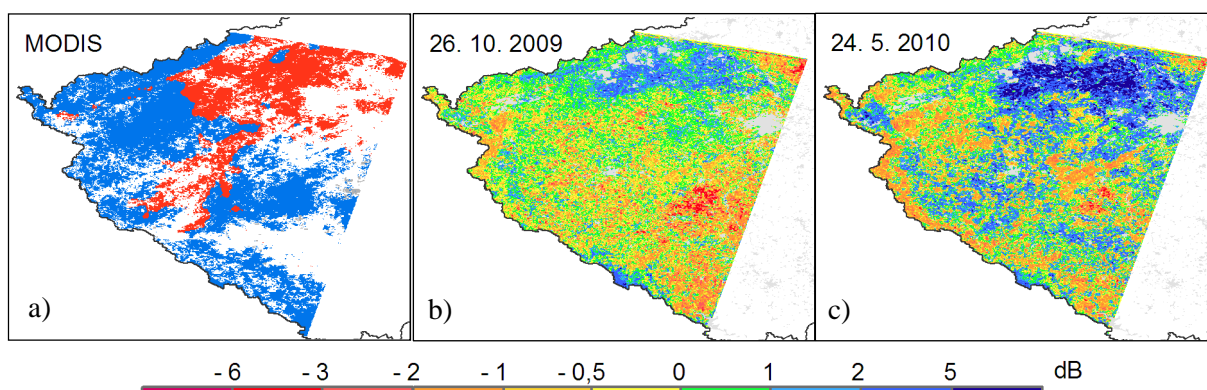 MODIS
26. 10. 2009
24. 5. 2010
a)
b)
c)
- 6 - 3 - 2 - 1 - 0,5 0 1 2 5 dB